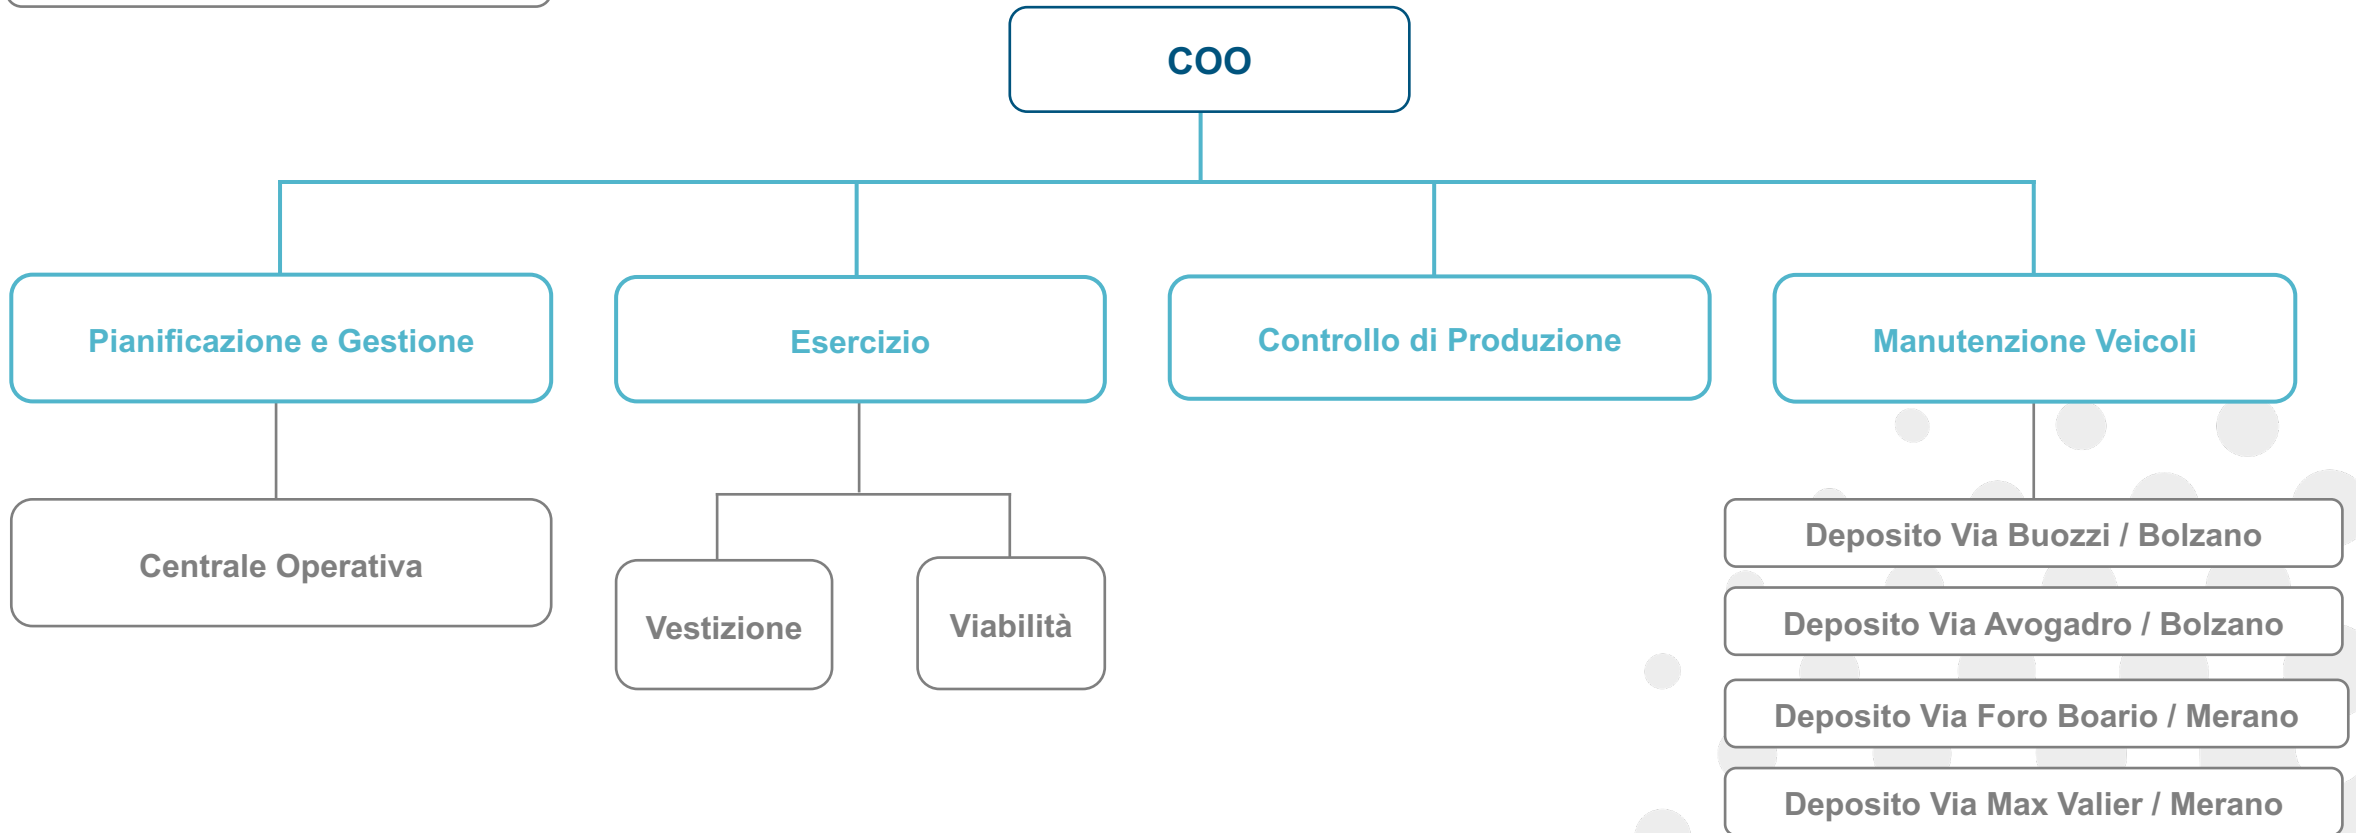 COO
Pianificazione e Gestione
Esercizio
Controllo di Produzione
Manutenzione Veicoli
Centrale Operativa
Vestizione
Viabilità
Deposito Via Buozzi / Bolzano
Deposito Via Avogadro / Bolzano
Deposito Via Foro Boario / Merano
Deposito Via Max Valier / Merano